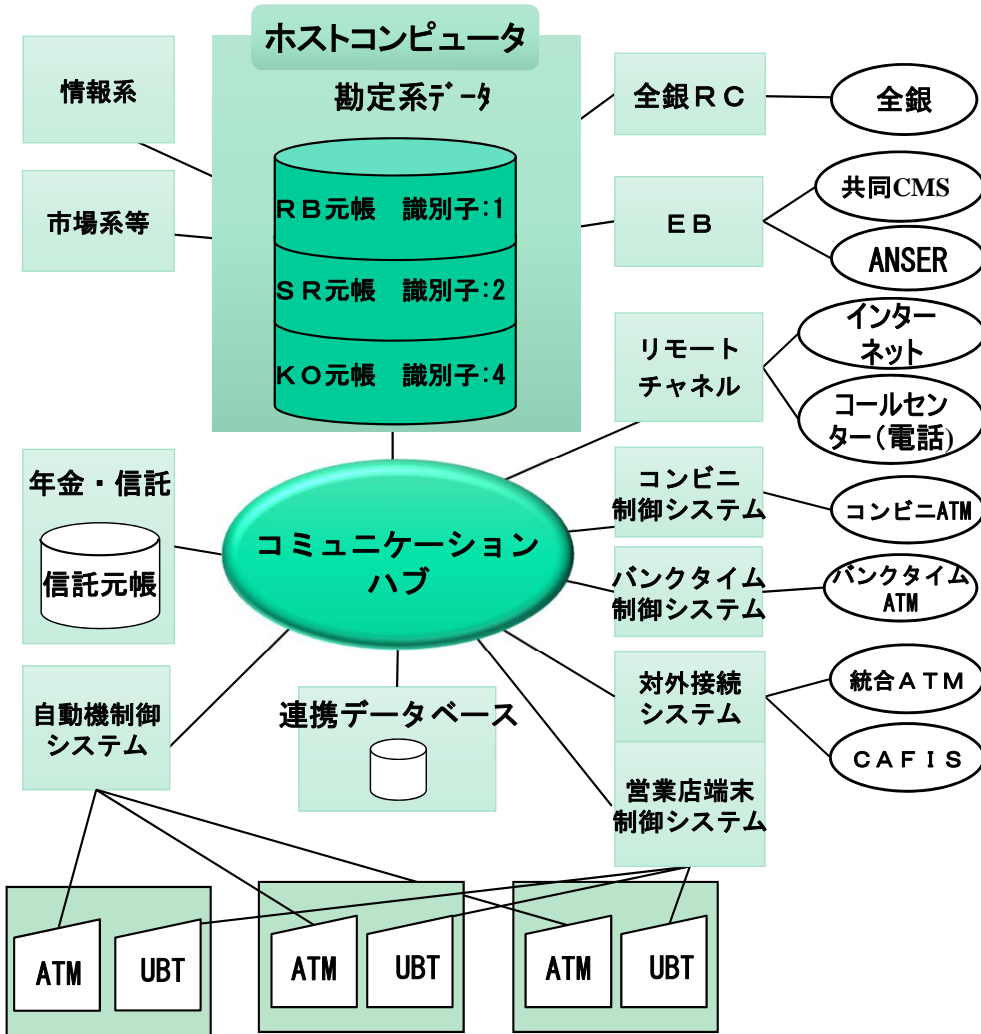 ホストコンピュータ
勘定系ﾃﾞｰﾀ
ＲＢ元帳　識別子:1
ＳＲ元帳　識別子:2
ＫＯ元帳　識別子:4
情報系
市場系等
全銀ＲＣ
全銀
ＥＢ
共同CMS
ANSER
リモート
チャネル
インター
ネット
コールセン
ター(電話)
年金・信託
信託元帳
コミュニケーション
ハブ
コンビニ
制御システム
コンビニATM
バンクタイム
制御システム
バンクタイム
ATM
自動機制御
システム
連携データベース
対外接続
システム
統合ＡＴＭ
ＣＡＦＩＳ
営業店端末
制御システム
ATM
UBT
ATM
UBT
ATM
UBT